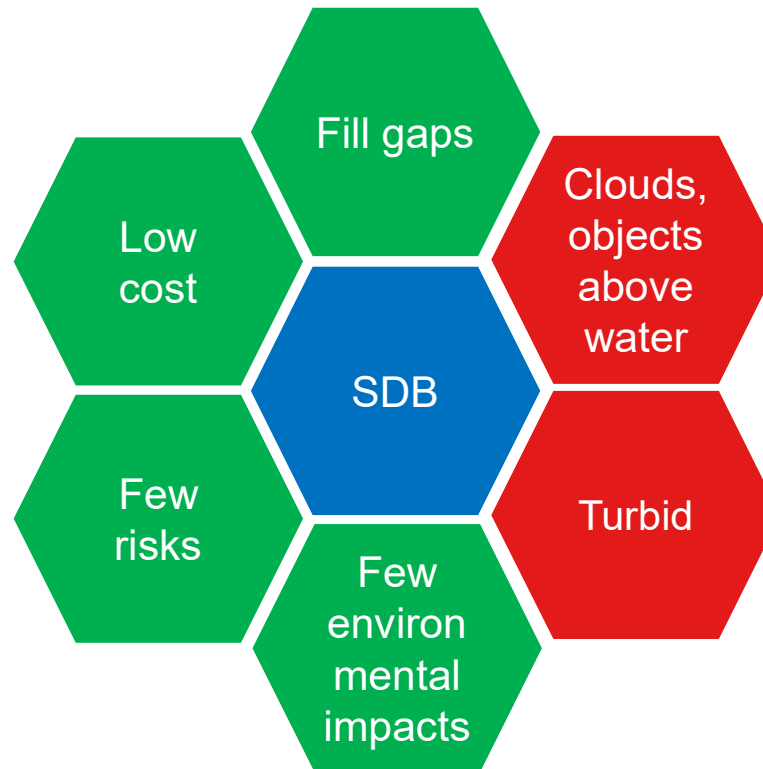 Fill gaps
Clouds,
objects
above
water
Low
cost
SDB
Few
risks
Turbid
Few
environ
mental
impacts